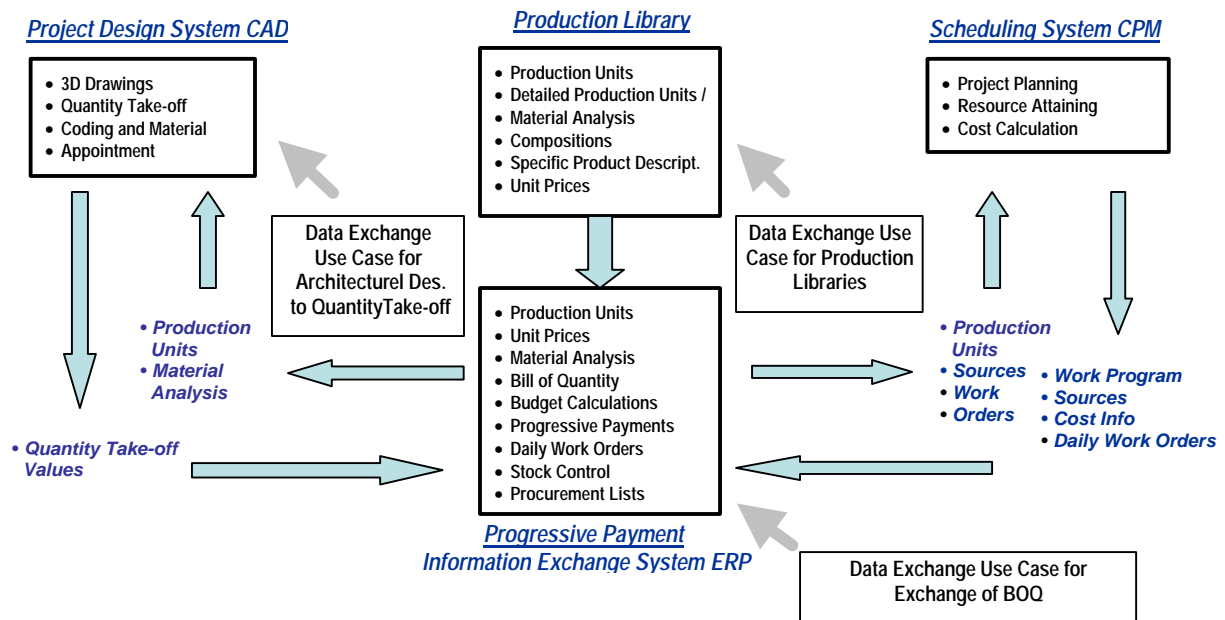 Project Design System CAD
• 3D Drawings
• Quantity Take-off
• Coding and Material
• Appointment
Production Library
• Production Units
• Detailed Production Units /
• Material Analysis
• Compositions
• Specific Product Descript.
• Unit Prices
Scheduling System CPM
• Project Planning
• Resource Attaining
• Cost Calculation
Data Exchange
Use Case for
Architecturel Des.
to QuantityTake-off
Data Exchange Use
Case for Production
Libraries
• Production
Units
• Material
Analysis
• Quantity Take-off
Values
• Production Units
• Unit Prices
• Material Analysis
• Bill of Quantity
• Budget Calculations
• Progressive Payments
• Daily Work Orders
• Stock Control
• Procurement Lists
Progressive Payment
Information Exchange System ERP
• Production
Units
• Sources
• Work
• Orders
• Work Program
• Sources
• Cost Info
• Daily Work Orders
Data Exchange Use Case for
Exchange of BOQ